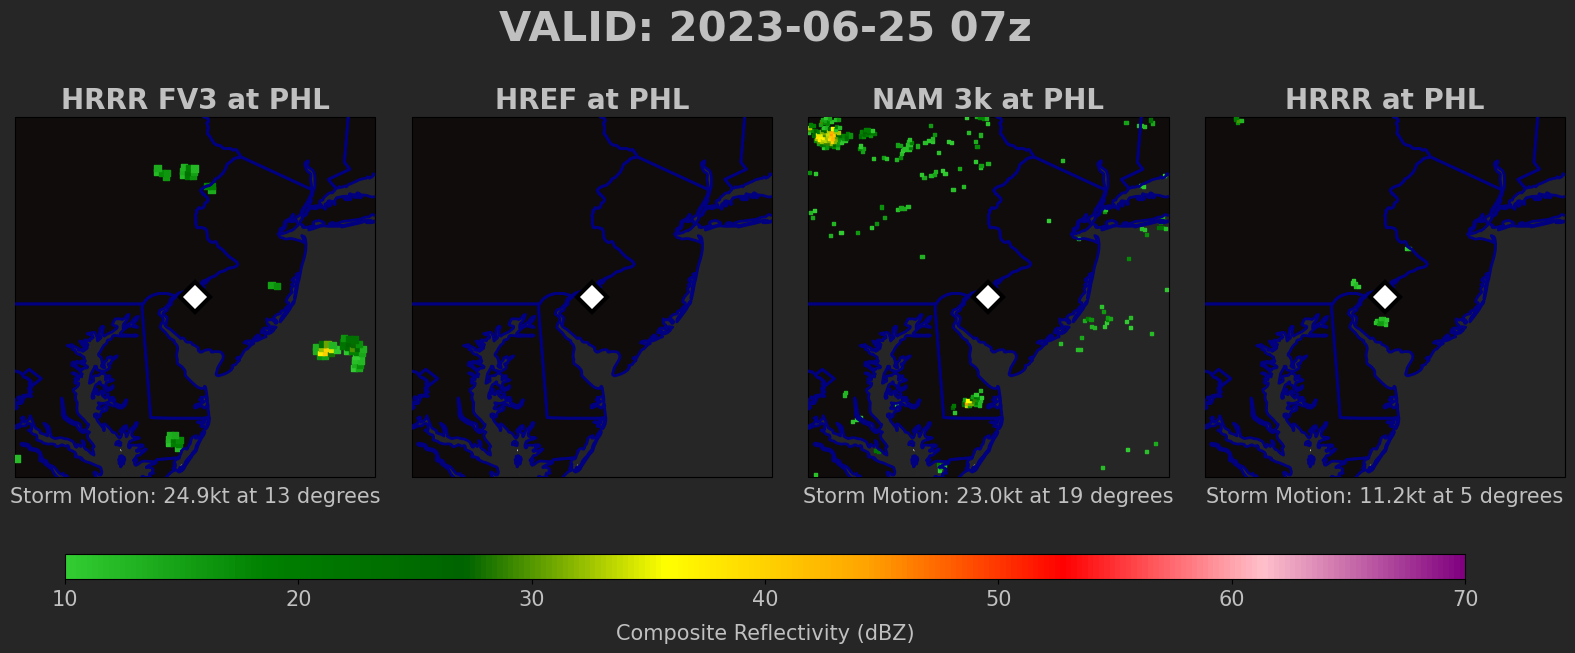 VALID: 2023-06-25 07z
HRRR FV3 at PHL
HREF at PHL
NAM 3k at PHL
HRRR at PHL
Storm Motion: 24.9kt at 13 degrees
Storm Motion: 23.0kt at 19 degrees
Storm Motion: 11.2kt at 5 degrees
10 20 30 40 50 60 70
Composite Reflectivity (dBZ)